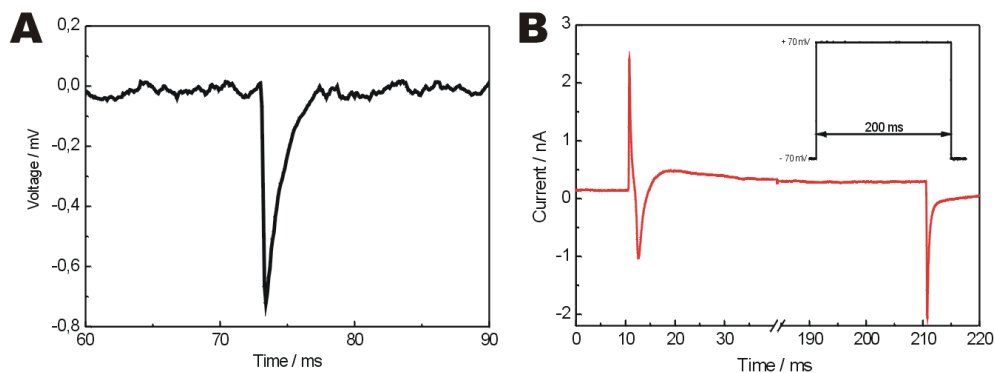 A
0,2
0,0
-0,2
-0,4
-0,6
-0,8
Voltage / mV
60 70 80 90
Time / ms
B
3
2
1
0
-1
-2
Current / nA
0 10 20 30 40 190 200 210 220
Time / ms
+ 70 mV
200 ms
- 70 mV